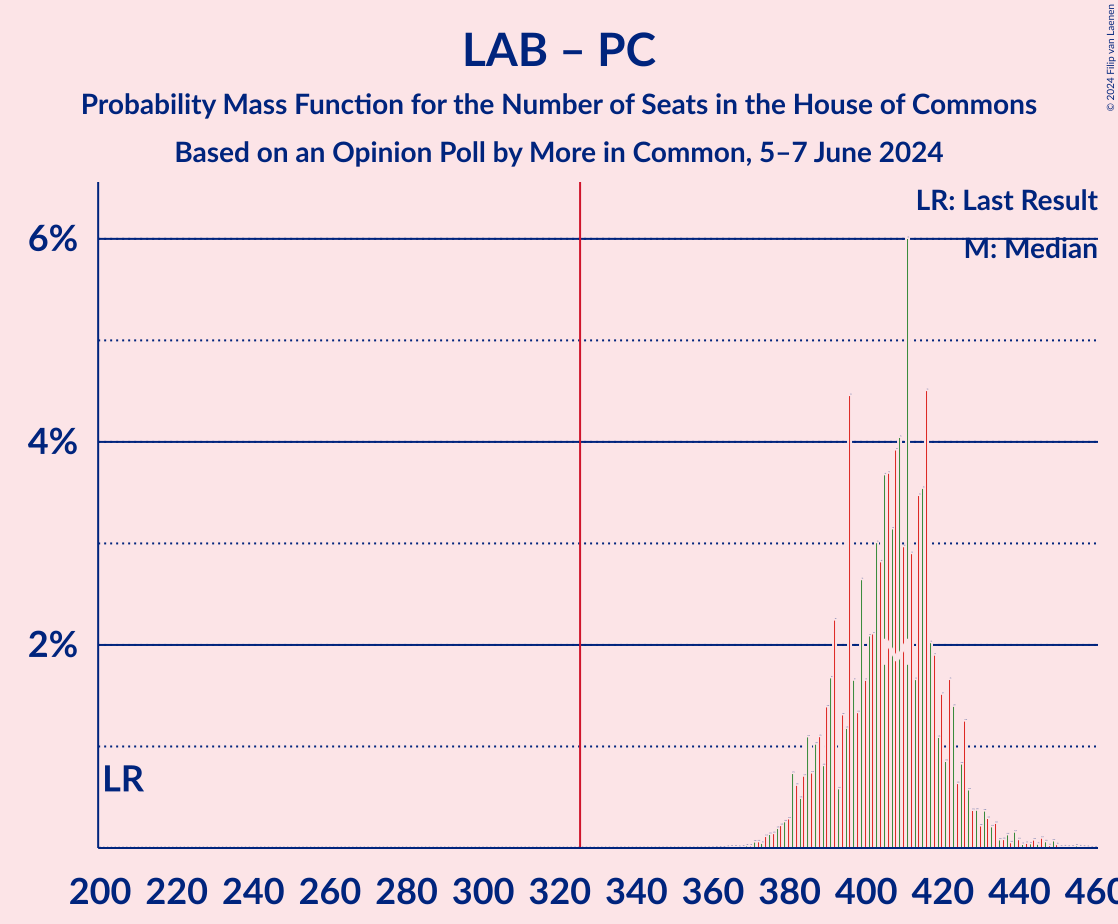 LAB – PC
Probability Mass Function for the Number of Seats in the House of Commons
Based on an Opinion Poll by More in Common, 5–7 June 2024
© 2024 Filip van Laenen
LR: Last Result
M: Median
6%
4%
2%
LR
200 220 240 260 280 300 320 340 360 380 400 420 440 460